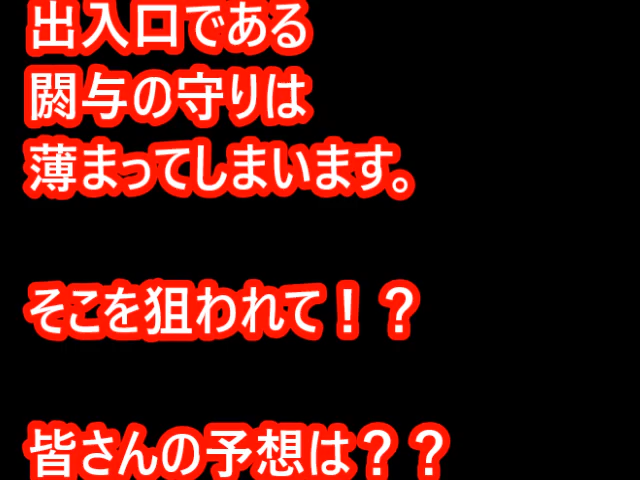 出入口である
閼与の守りは
薄まってしまいます。
そこを狙われて！？
皆さんの予想は？？